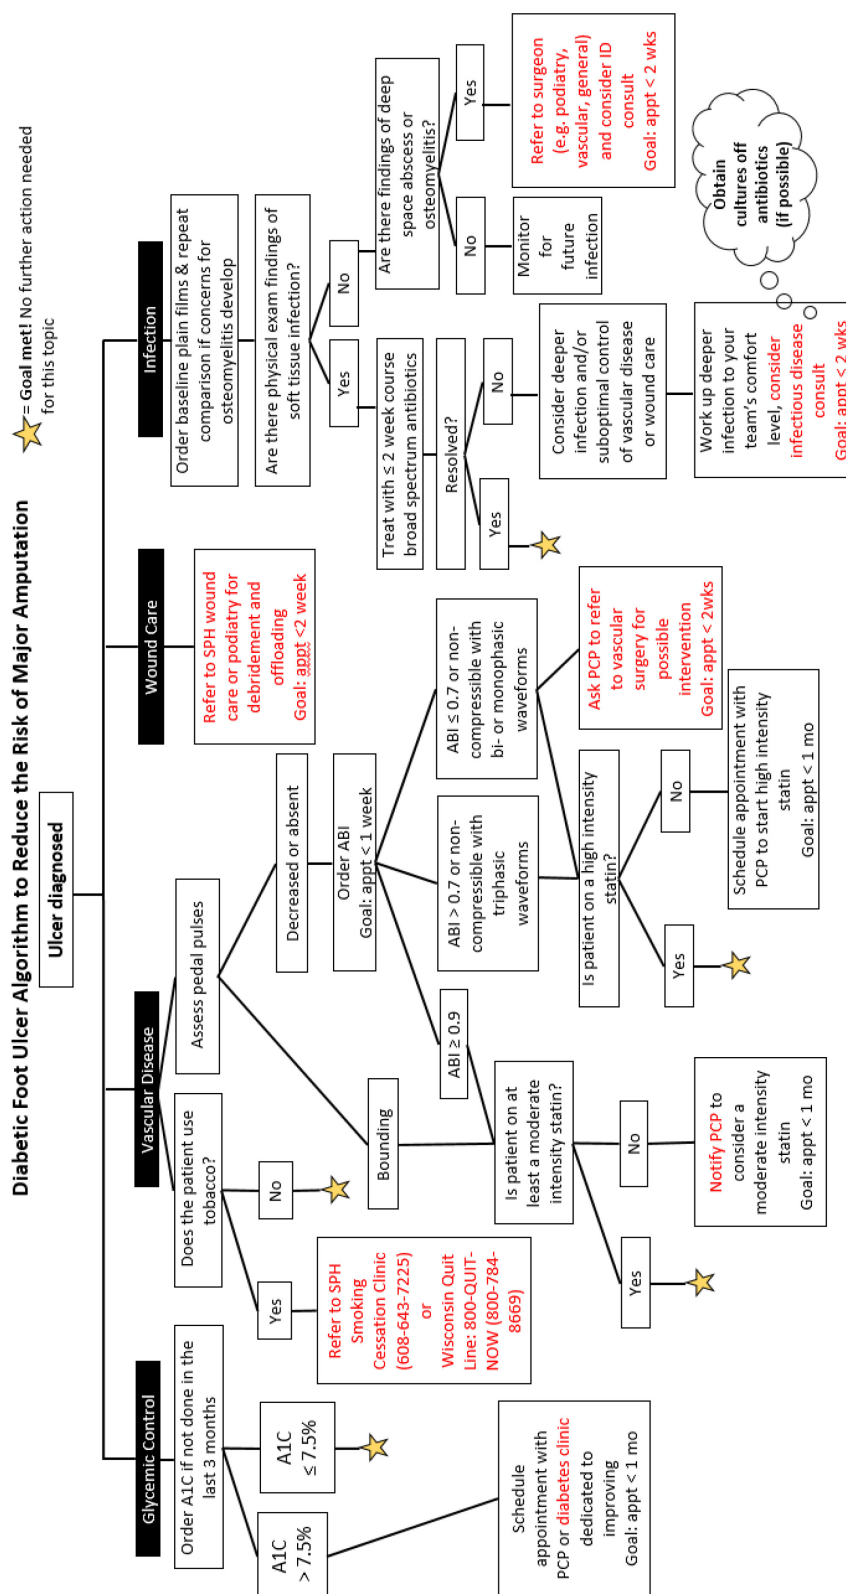 Diabetic Foot Ulcer Algorithm to Reduce the Risk of Major Amputation
= Goal met! No further action needed
for this topic
Ulcer diagnosed
Glycemic Control
Order A1C if not done in the
last 3 months
A1C
> 7.5%
A1C
≤ 7.5%
Schedule
appointment with
PCP or diabetes clinic
dedicated to
improving
Goal: appt < 1 mo
Vascular Disease
Does the patient use
tobacco?
Yes
No
Refer to SPH
Smoking
Cessation Clinic
(608-643-7225)
or
Wisconsin Quit
Line: 800-QUIT-
NOW (800-784-
8669)
Assess pedal pulses
Bounding
Decreased or absent
Order ABI
Goal: appt < 1 week
ABI ≥ 0.9
ABI > 0.7 or non-
compressible with
triphasic
waveforms
ABI ≤ 0.7 or non-
compressible with
bi- or monophasic
waveforms
Is patient on at
least a moderate
intensity statin?
Yes
No
Notify PCP to
consider a
moderate intensity
statin
Goal: appt < 1 mo
Is patient on a high intensity
statin?
Yes
No
Schedule appointment with
PCP to start high intensity
statin
Goal: appt < 1 mo
Ask PCP to refer
to vascular
surgery for
possible
intervention
Goal: appt < 2wks
Wound Care
Refer to SPH wound
care or podiatry for
debridement and
offloading
Goal: appt <2 week
Infection
Order baseline plain films & repeat
comparison if concerns for
osteomyelitis develop
Are there physical exam findings of
soft tissue infection?
Yes
No
Treat with ≤ 2 week course
broad spectrum antibiotics
Resolved?
Yes
No
Consider deeper
infection and/or
suboptimal control
of vascular disease
or wound care
Work up deeper
infection to your
team's comfort
level, consider
infectious disease
consult
Goal: appt < 2 wks
Are there findings of deep
space abscess or
osteomyelitis?
No
Yes
Monitor
for
future
infection
Refer to surgeon
(e.g. podiatry,
vascular, general)
and consider ID
consult
Goal: appt < 2 wks
Obtain
cultures off
antibiotics
(if possible)